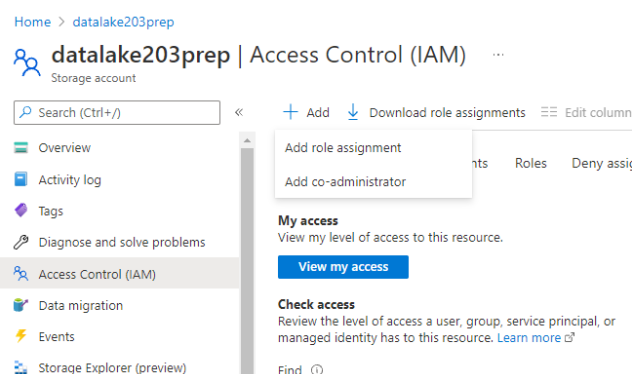 Home > datalake203prep
datalake203prep | Access Control (IAM) ...
Storage account
Search (Ctrl+/) «
Overview
Activity log
Tags
Diagnose and solve problems
Access Control (IAM)
Data migration
Events
Storage Explorer (preview)
+ Add Download role assignments Edit column
Add role assignment
Add co-administrator
nts Roles Deny assig
My access
View my level of access to this resource.
View my access
Check access
Review the level of access a user, group, service principal, or
managed identity has to this resource. Learn more
Find